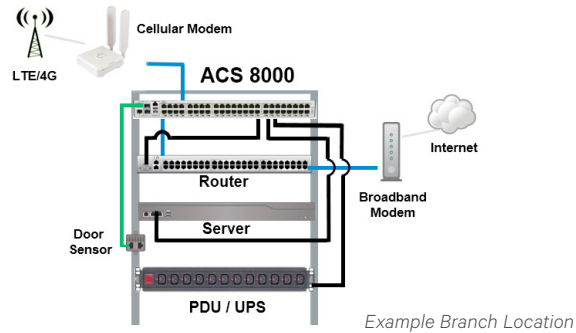 Cellular Modem
LTE/4G
ACS 8000
Internet
Router
Broadband
Modem
Server
Door
Sensor
PDU / UPS
Example Branch Location